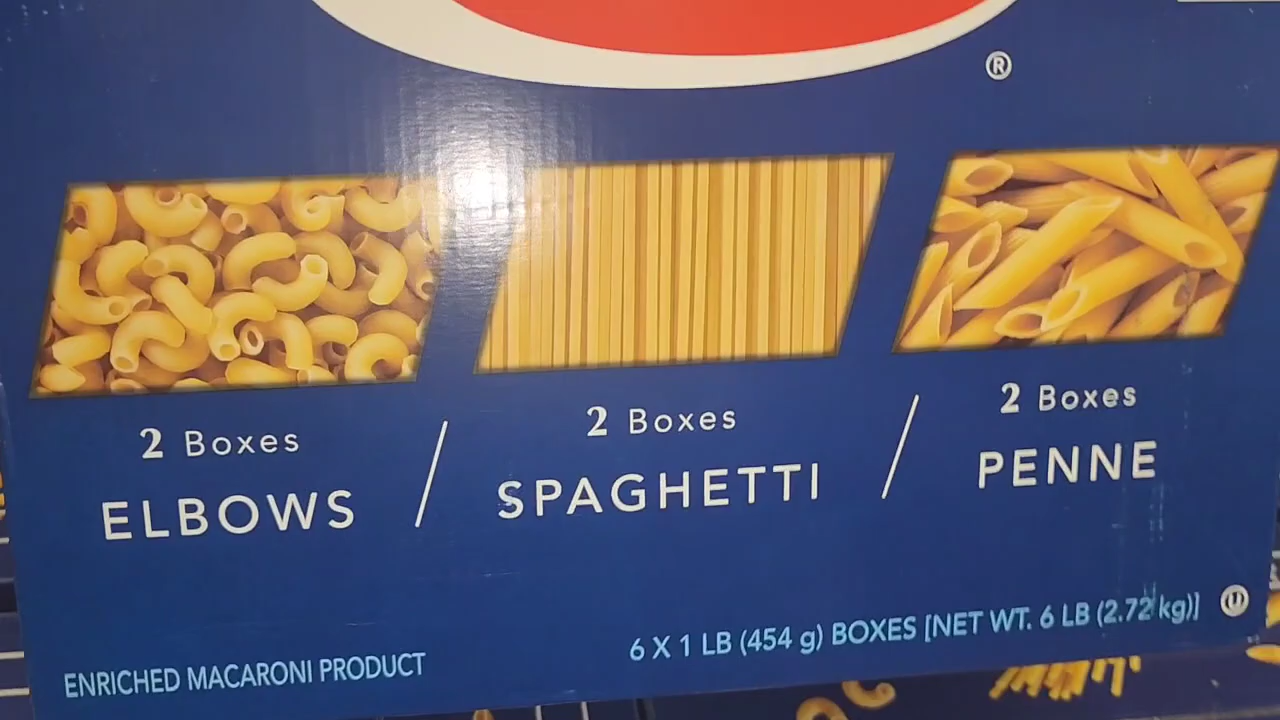 ®
2 Boxes
ELBOWS
2 Boxes
SPAGHETTI
2 Boxes
PENNE
ENRICHED MACARONI PRODUCT
6 X 1 LB (454 g) BOXES [NET WT. 6 LB (2.72 kg)]
U